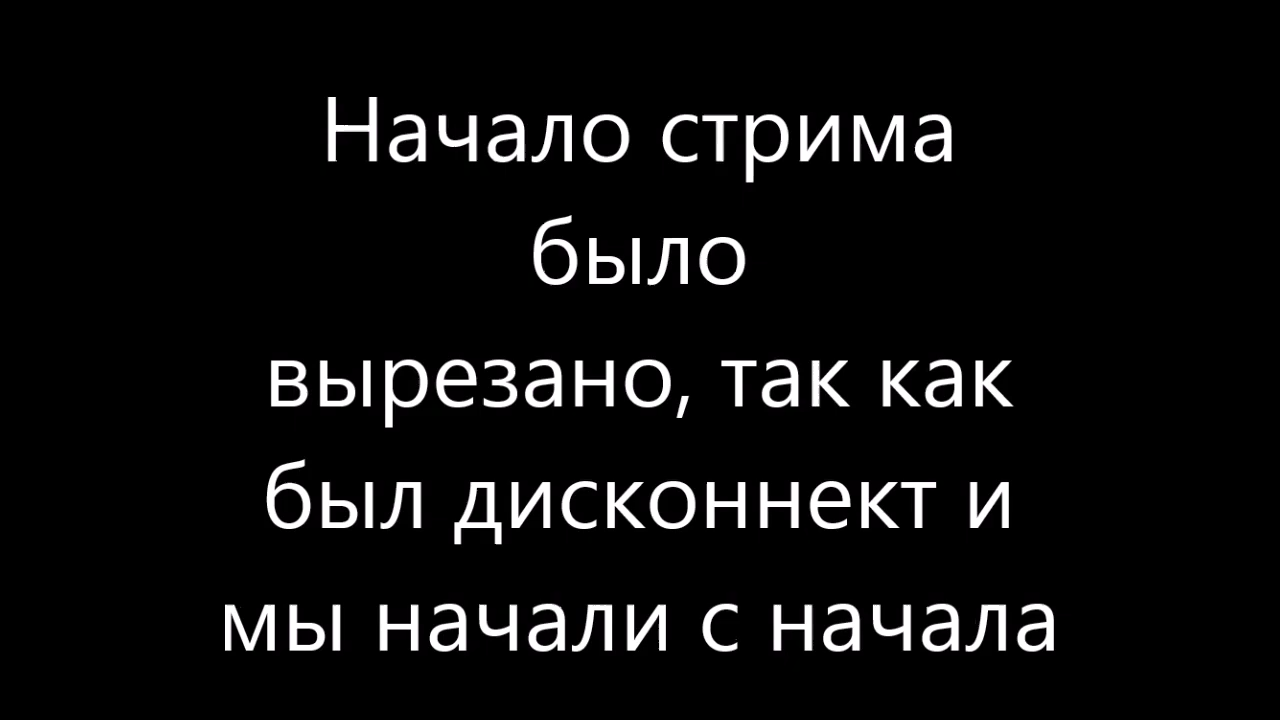 Начало стрима
было
вырезано, так как
был дисконнект и
мы начали с начала